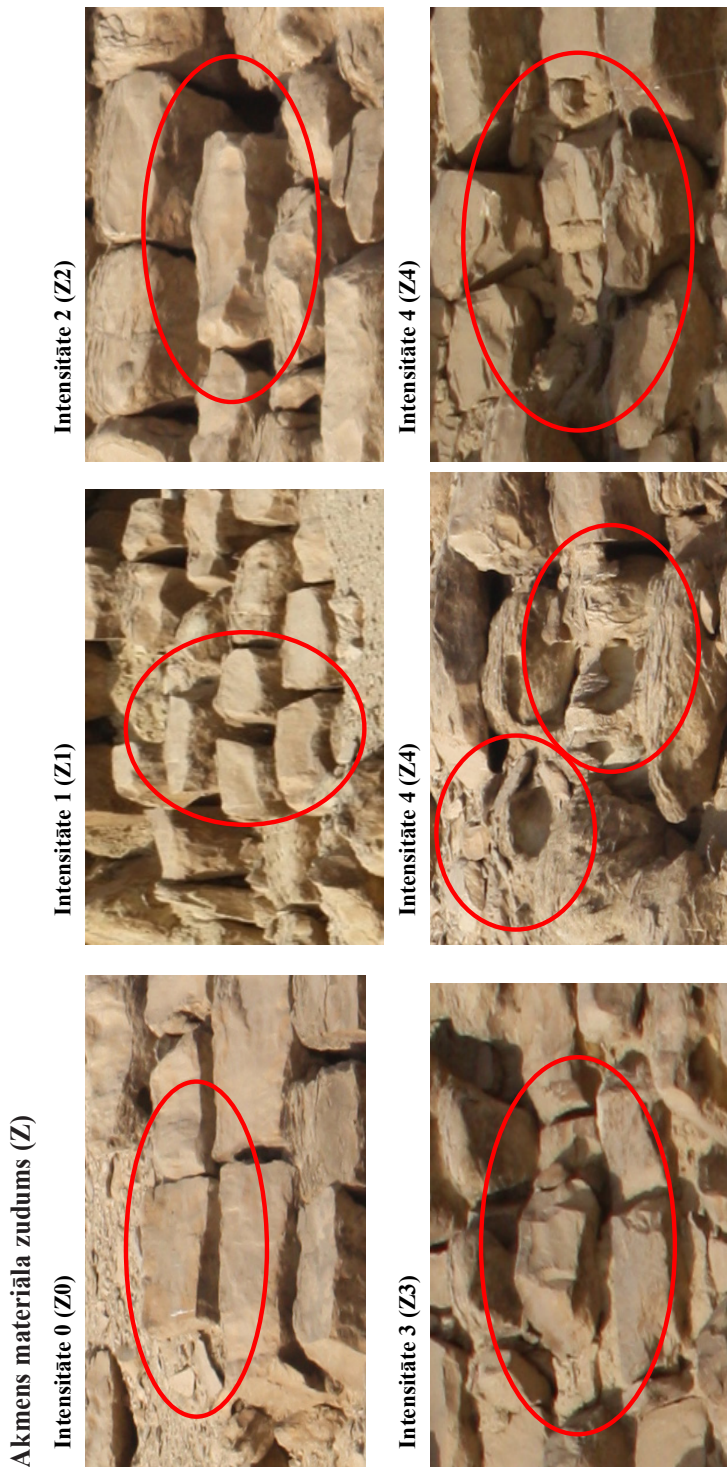 Akmens materiāla zudums (Z)
Intensitāte 0 (Z0)
Intensitāte 1 (Z1)
Intensitāte 2 (Z2)
Intensitāte 3 (Z3)
Intensitāte 4 (Z4)
Intensitāte 4 (Z4)